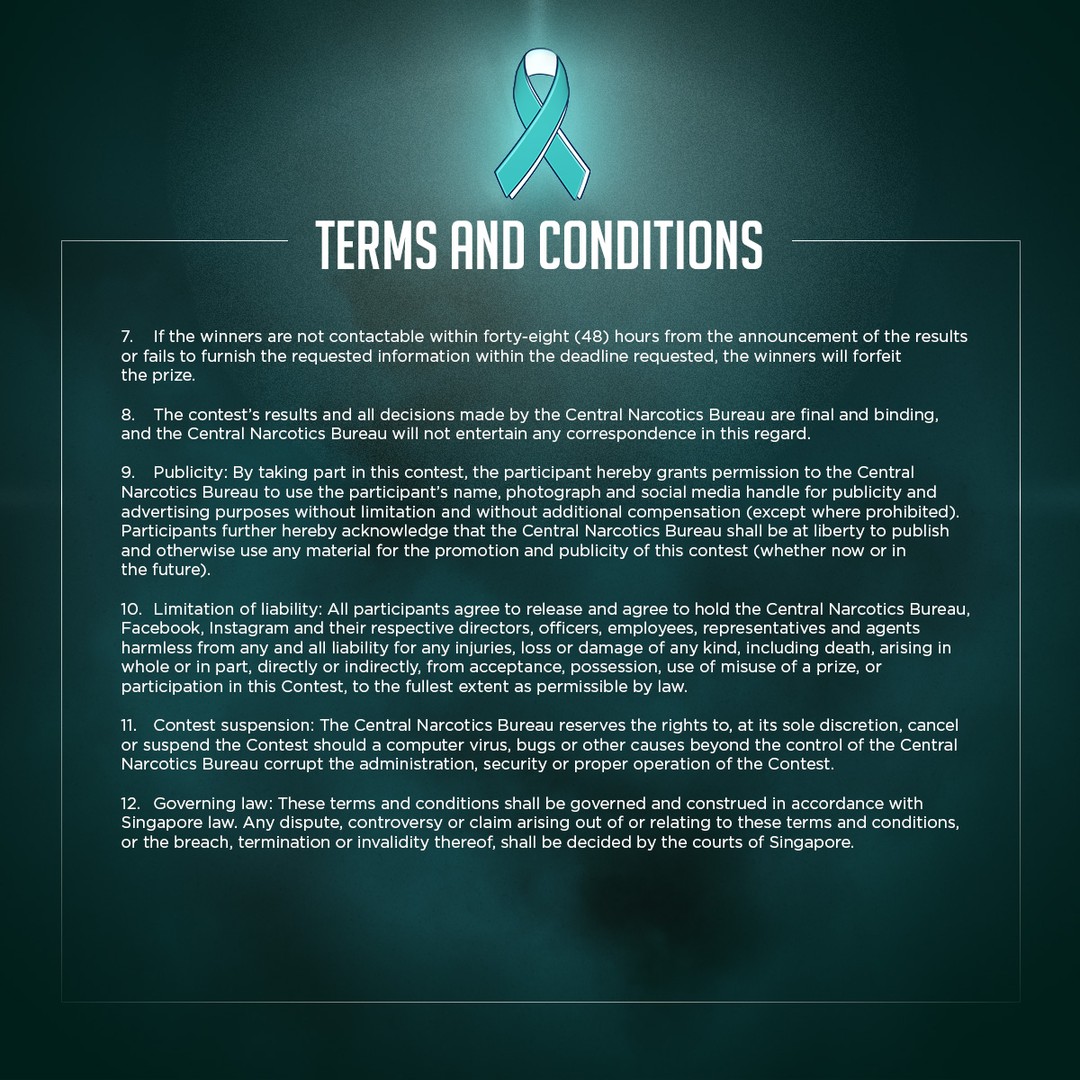 TERMS AND CONDITIONS
7. If the winners are not contactable within forty-eight (48) hours from the announcement of the results
or fails to furnish the requested information within the deadline requested, the winners will forfeit
the prize.
8. The contest's results and all decisions made by the Central Narcotics Bureau are final and binding,
and the Central Narcotics Bureau will not entertain any correspondence in this regard.
9. Publicity: By taking part in this contest, the participant hereby grants permission to the Central
Narcotics Bureau to use the participant's name, photograph and social media handle for publicity and
advertising purposes without limitation and without additional compensation (except where prohibited).
Participants further hereby acknowledge that the Central Narcotics Bureau shall be at liberty to publish
and otherwise use any material for the promotion and publicity of this contest (whether now or in
the future).
10. Limitation of liability: All participants agree to release and agree to hold the Central Narcotics Bureau,
Facebook, Instagram and their respective directors, officers, employees, representatives and agents
harmless from any and all liability for any injuries, loss or damage of any kind, including death, arising in
whole or in part, directly or indirectly, from acceptance, possession, use of misuse of a prize, or
participation in this Contest, to the fullest extent as permissible by law.
11. Contest suspension: The Central Narcotics Bureau reserves the rights to, at its sole discretion, cancel
or suspend the Contest should a computer virus, bugs or other causes beyond the control of the Central
Narcotics Bureau corrupt the administration, security or proper operation of the Contest.
12. Governing law: These terms and conditions shall be governed and construed in accordance with
Singapore law. Any dispute, controversy or claim arising out of or relating to these terms and conditions,
or the breach, termination or invalidity thereof, shall be decided by the courts of Singapore.